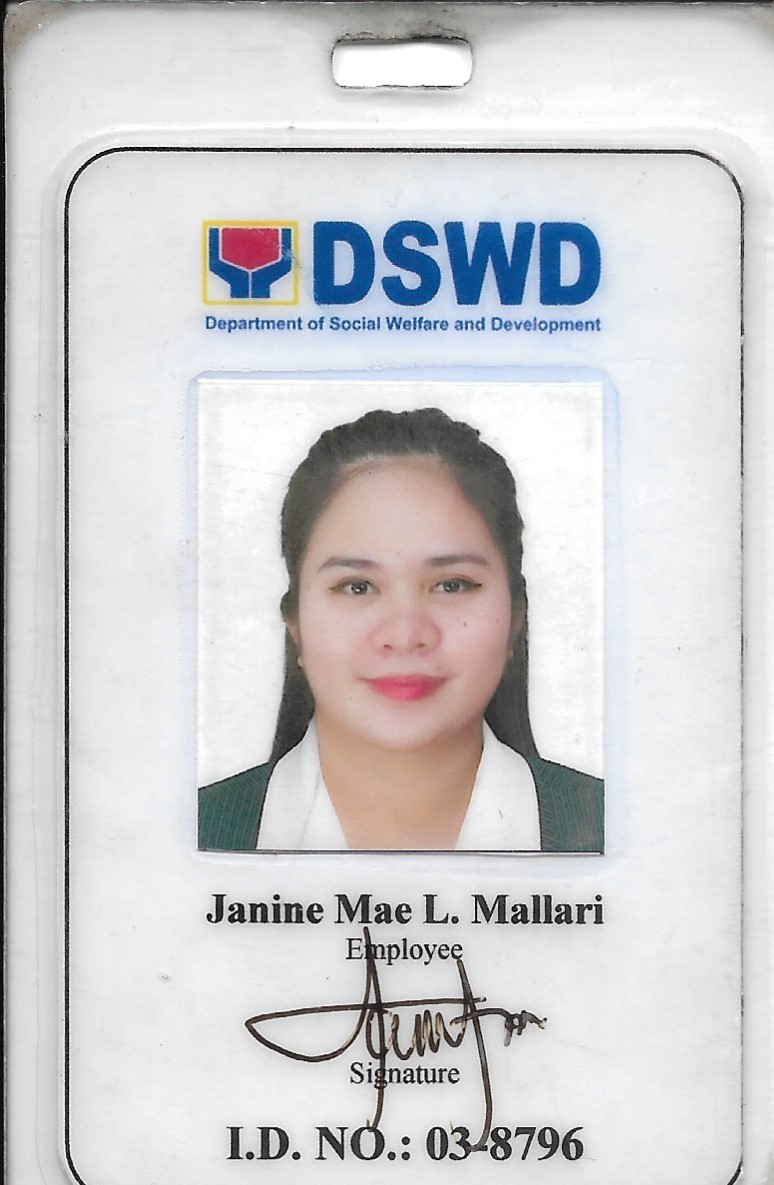 DSWD
Department of Social Welfare and Development
Janine Mae L. Mallari
Employee
Signature
I.D. NO.: 03-8796